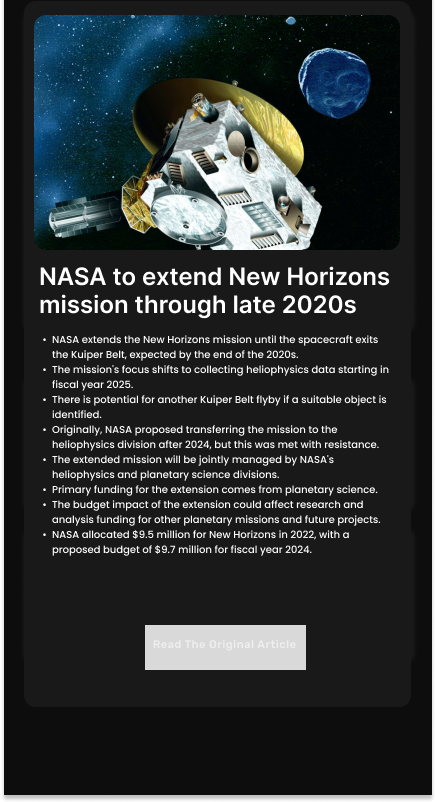 NASA to extend New Horizons
mission through late 2020s
• NASA extends the New Horizons mission until the spacecraft exits
the Kuiper Belt, expected by the end of the 2020s.
• The mission's focus shifts to collecting heliophysics data starting in
fiscal year 2025.
• There is potential for another Kuiper Belt flyby if a suitable object is
identified.
• Originally, NASA proposed transferring the mission to the
heliophysics division after 2024, but this was met with resistance.
• The extended mission will be jointly managed by NASA's
heliophysics and planetary science divisions.
• Primary funding for the extension comes from planetary science.
• The budget impact of the extension could affect research and
analysis funding for other planetary missions and future projects.
• NASA allocated $9.5 million for New Horizons in 2022, with a
proposed budget of $9.7 million for fiscal year 2024.
Read The Original Article